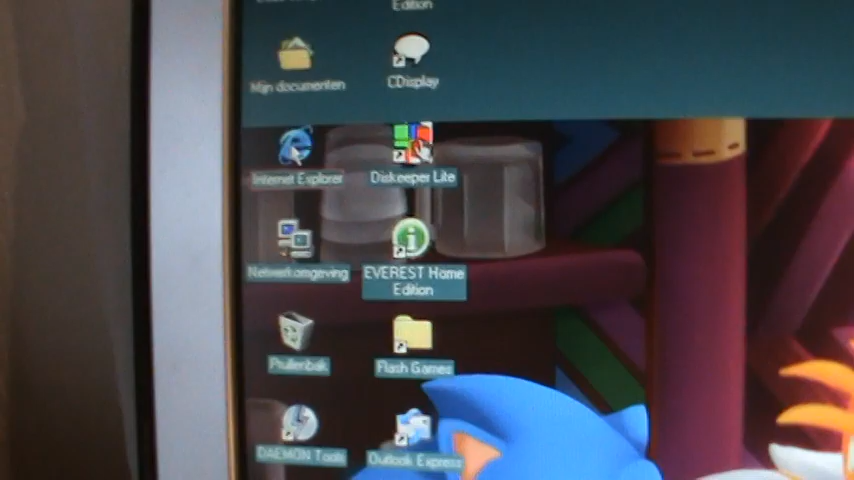 Edition
Mijn documenten
CDisplay
Internet Explorer
Diskeeper Lite
Netwerkomgeving
EVEREST Home
Edition
Prullenbak
Flash Games
DAEMON Tools
Outlook Express